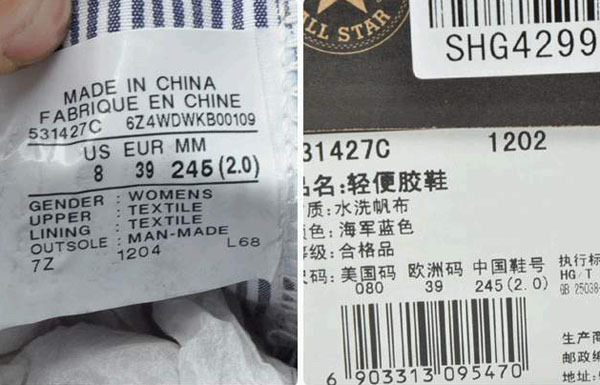 MADE IN CHINA
FABRIQUE EN CHINE
531427C 6Z4WDWKB00109
US EUR MM
8 39 245 (2.0)
GENDER : WOMENS
UPPER : TEXTILE
LINING : TEXTILE
OUTSOLE : MAN-MADE
7Z 1204 L68
LL STAR
SHG4299
31427C 1202
名:轻便胶鞋
质:水洗帆布
色:海军蓝色
级:合格品
码: 美国码 欧洲码 中国鞋号
080 39 245(2.0)
执行标
HG/T
GB 25038
6 903313 095470
生产商
邮政编
地址: